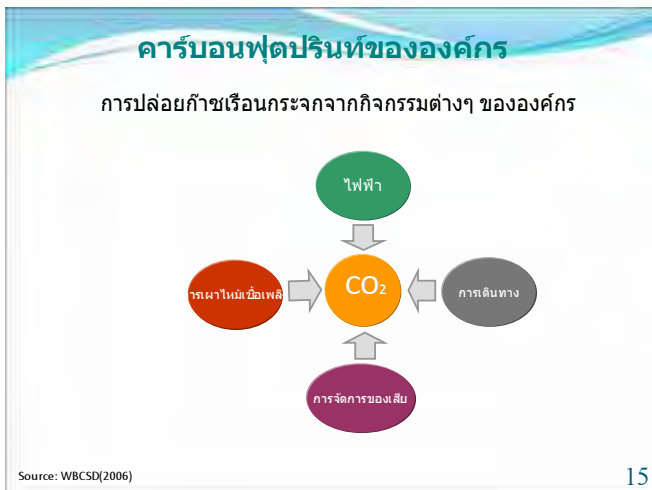 คาร์บอนฟุตปรินท์ขององค์กร
การปล่อยก๊าซเรือนกระจกจากกิจกรรมต่างๆ ขององค์กร
ไฟฟ้า
ารเผาไหม้เชื้อเพลิ
CO₂
การเดินทาง
การจัดการของเสีย
Source: WBCSD(2006)
15